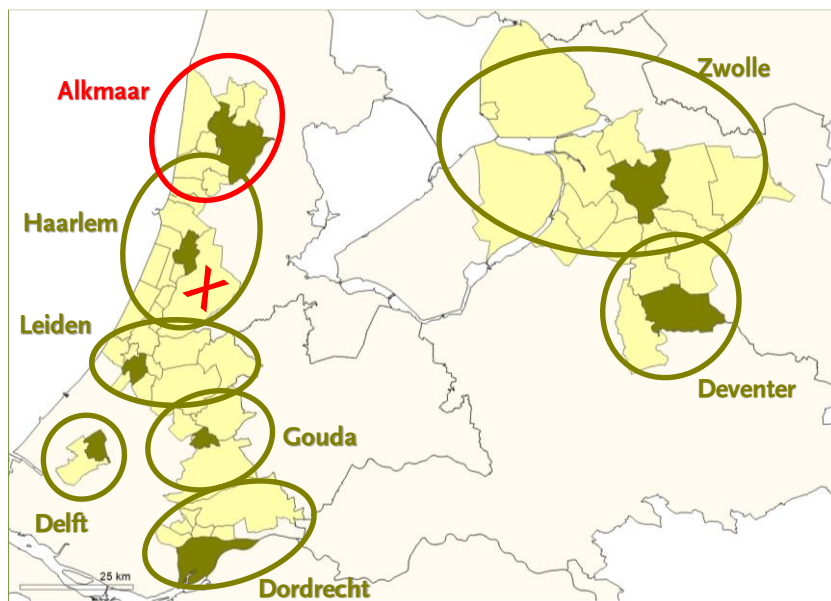 Zwolle
Alkmaar
Haarlem
Leiden
Deventer
Gouda
Delft
25 km
Dordrecht